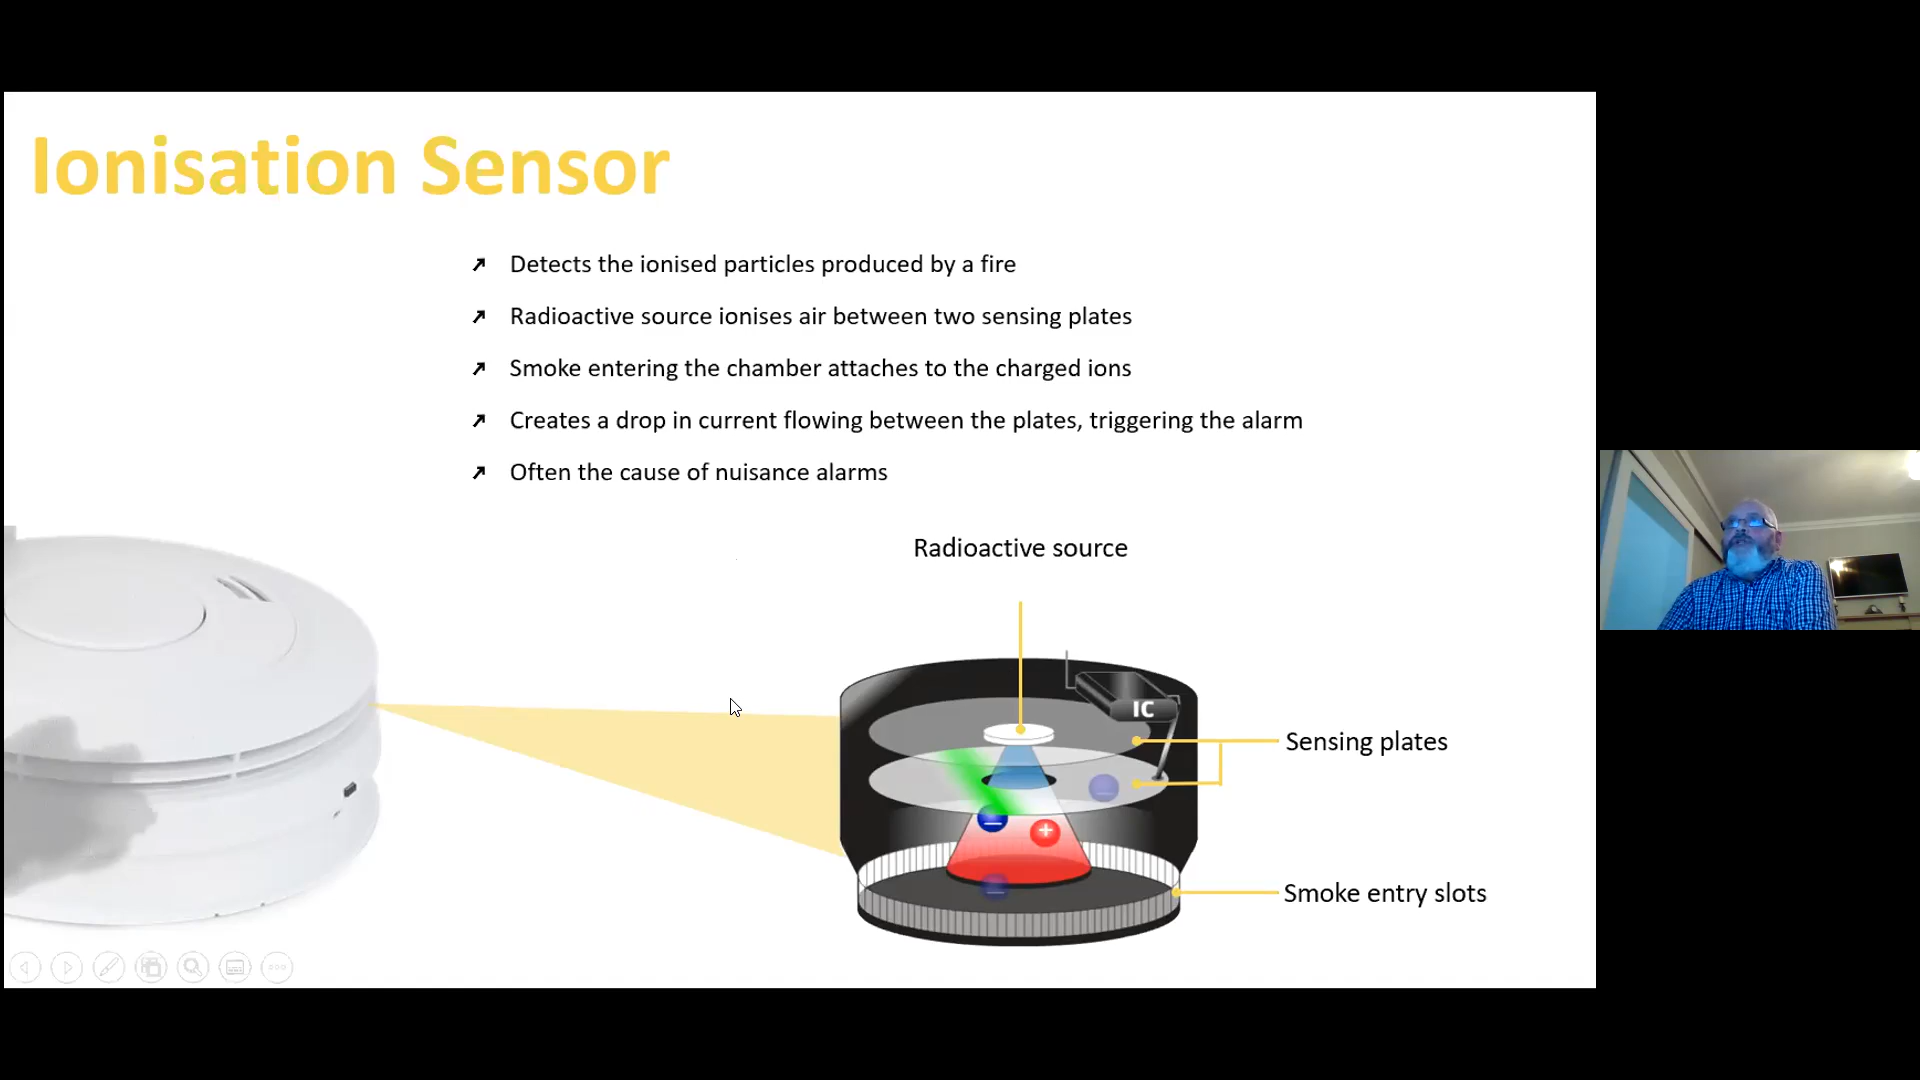 Ionisation Sensor
Detects the ionised particles produced by a fire
Radioactive source ionises air between two sensing plates
Smoke entering the chamber attaches to the charged ions
Creates a drop in current flowing between the plates, triggering the alarm
Often the cause of nuisance alarms
Radioactive source
IC
Sensing plates
Smoke entry slots